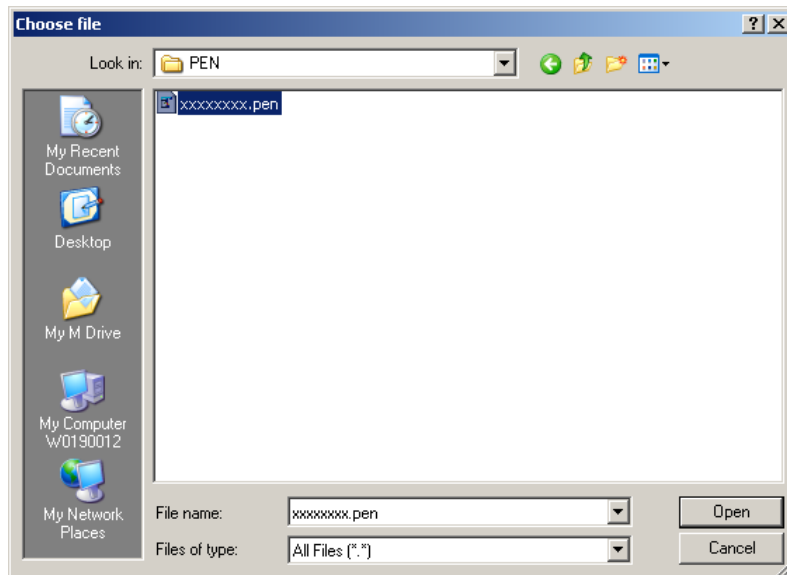 Choose file
Look in: PEN
xxxxxxxx.pen
My Recent
Documents
Desktop
My M Drive
My Computer
W0190012
My Network
Places
File name: xxxxxxxx.pen Open
Files of type: All Files (*.*) Cancel